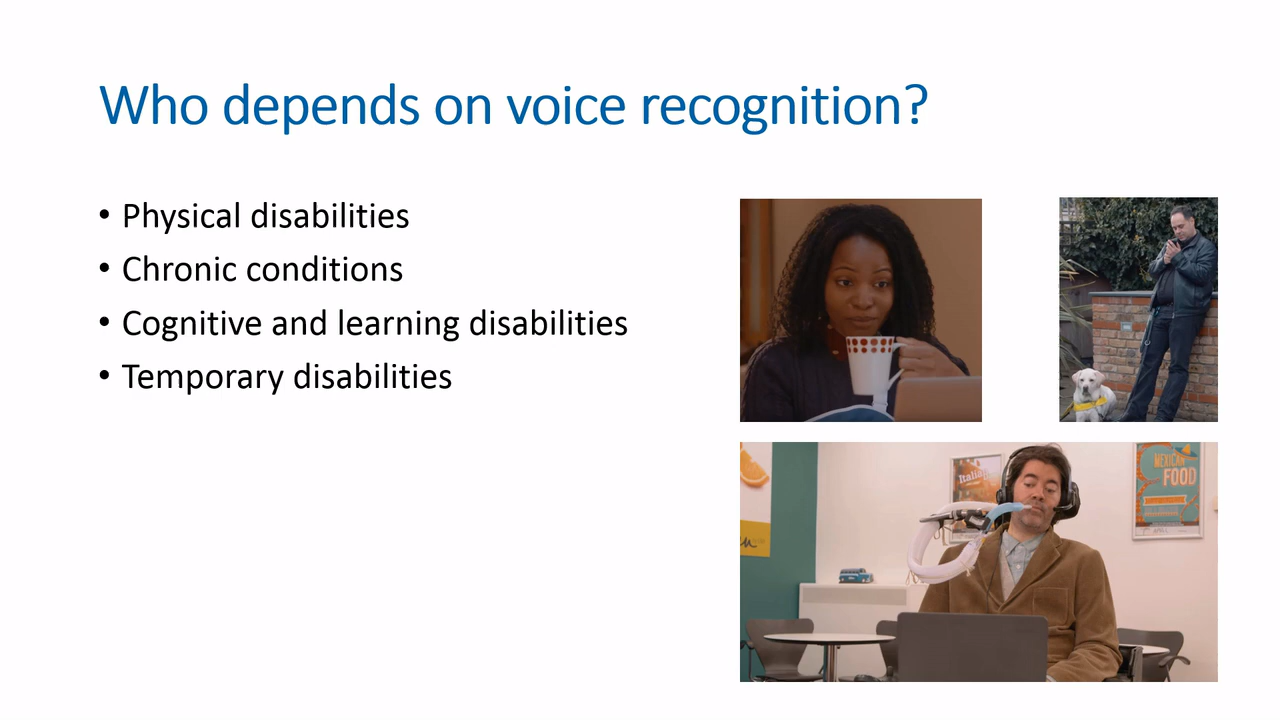 Who depends on voice recognition?
• Physical disabilities
• Chronic conditions
• Cognitive and learning disabilities
• Temporary disabilities
MEXICAN
FOOD